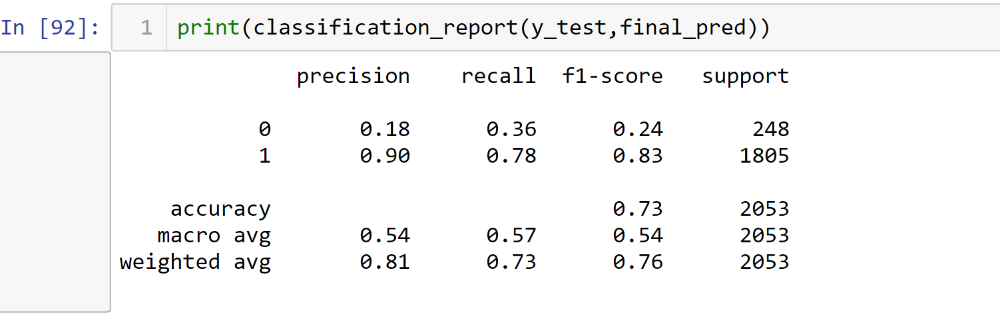 In [92]: 1 print(classification_report(y_test,final_pred))
precision recall f1-score support
0 0.18 0.36 0.24 248
1 0.90 0.78 0.83 1805
accuracy 0.73 2053
macro avg 0.54 0.57 0.54 2053
weighted avg 0.81 0.73 0.76 2053